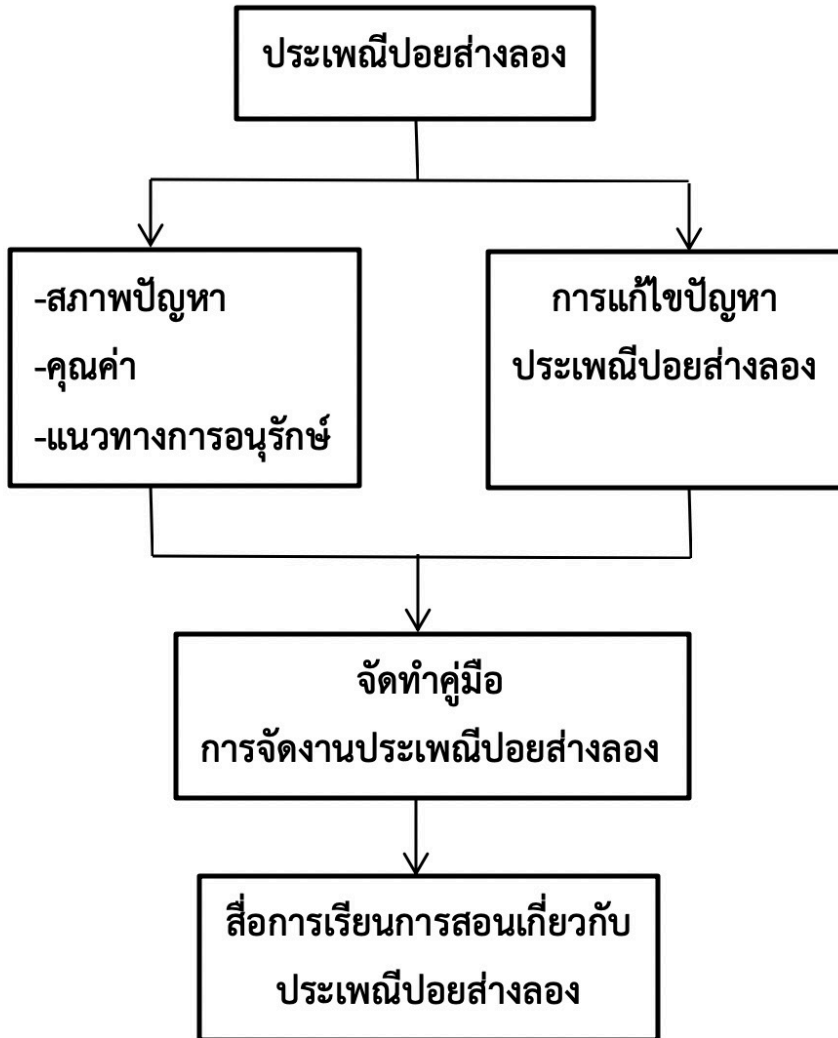 ประเพณีปอยส่างลอง
-สภาพปัญหา
-คุณค่า
-แนวทางการอนุรักษ์
การแก้ไขปัญหา
ประเพณีปอยส่างลอง
จัดทำคู่มือ
การจัดงานประเพณีปอยส่างลอง
สื่อการเรียนการสอนเกี่ยวกับ
ประเพณีปอยส่างลอง